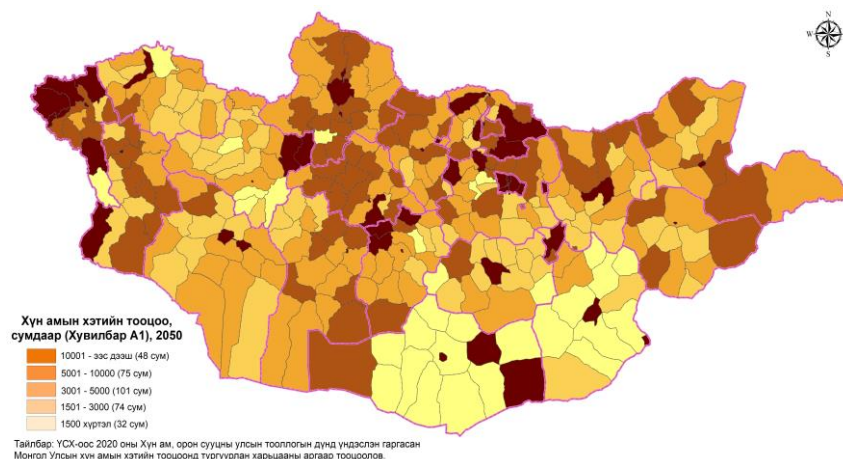 N
W E
S
Хүн амын хэтийн тооцоо,
сумдаар (Хувилбар А1), 2050
10001 - ээс дээш (48 сум)
5001 - 10000 (75 сум)
3001 - 5000 (101 сум)
1501 - 3000 (74 сум)
1500 хүртэл (32 сум)
Тайлбар: ҮСХ-оос 2020 оны Хүн ам, орон сууцны улсын тооллогын дүнд үндэслэн гаргасан
Монгол Улсын хүн амын хэтийн тооцоонд тулгуурлан харьцааны аргаар тооцоолов.